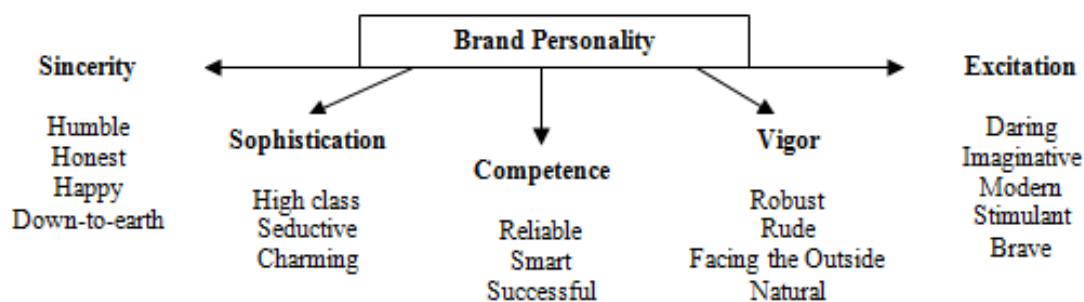 Brand Personality
Sincerity
Humble
Honest
Happy
Down-to-earth
Sophistication
High class
Seductive
Charming
Competence
Reliable
Smart
Successful
Vigor
Robust
Rude
Facing the Outside
Natural
Excitation
Daring
Imaginative
Modern
Stimulant
Brave